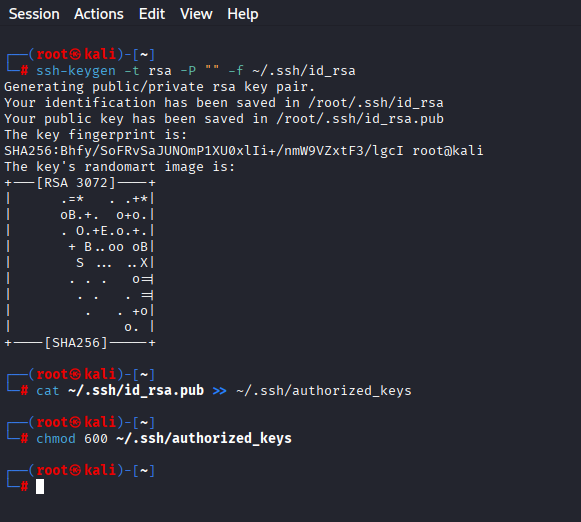 Session Actions Edit View Help
┌──(root㉿kali)-[~]
└─# ssh-keygen -t rsa -P "" -f ~/.ssh/id_rsa
Generating public/private rsa key pair.
Your identification has been saved in /root/.ssh/id_rsa
Your public key has been saved in /root/.ssh/id_rsa.pub
The key fingerprint is:
SHA256:Bhfy/SoFRvSaJUNOmP1XU0xlIi+/nmW9VZxtF3/lgcI root@kali
The key's randomart image is:
+---[RSA 3072]----+
|      .=*   . .+*|
|      oB.+.  o+o.|
|      . O.+E.o.+.|
|       + B..oo oB|
|        S ... ..X|
|       . . .   o=|
|        . .   . =|
|         .   . +o|
|              o. |
+----[SHA256]-----+
┌──(root㉿kali)-[~]
└─# cat ~/.ssh/id_rsa.pub >> ~/.ssh/authorized_keys
┌──(root㉿kali)-[~]
└─# chmod 600 ~/.ssh/authorized_keys
┌──(root㉿kali)-[~]
└─#